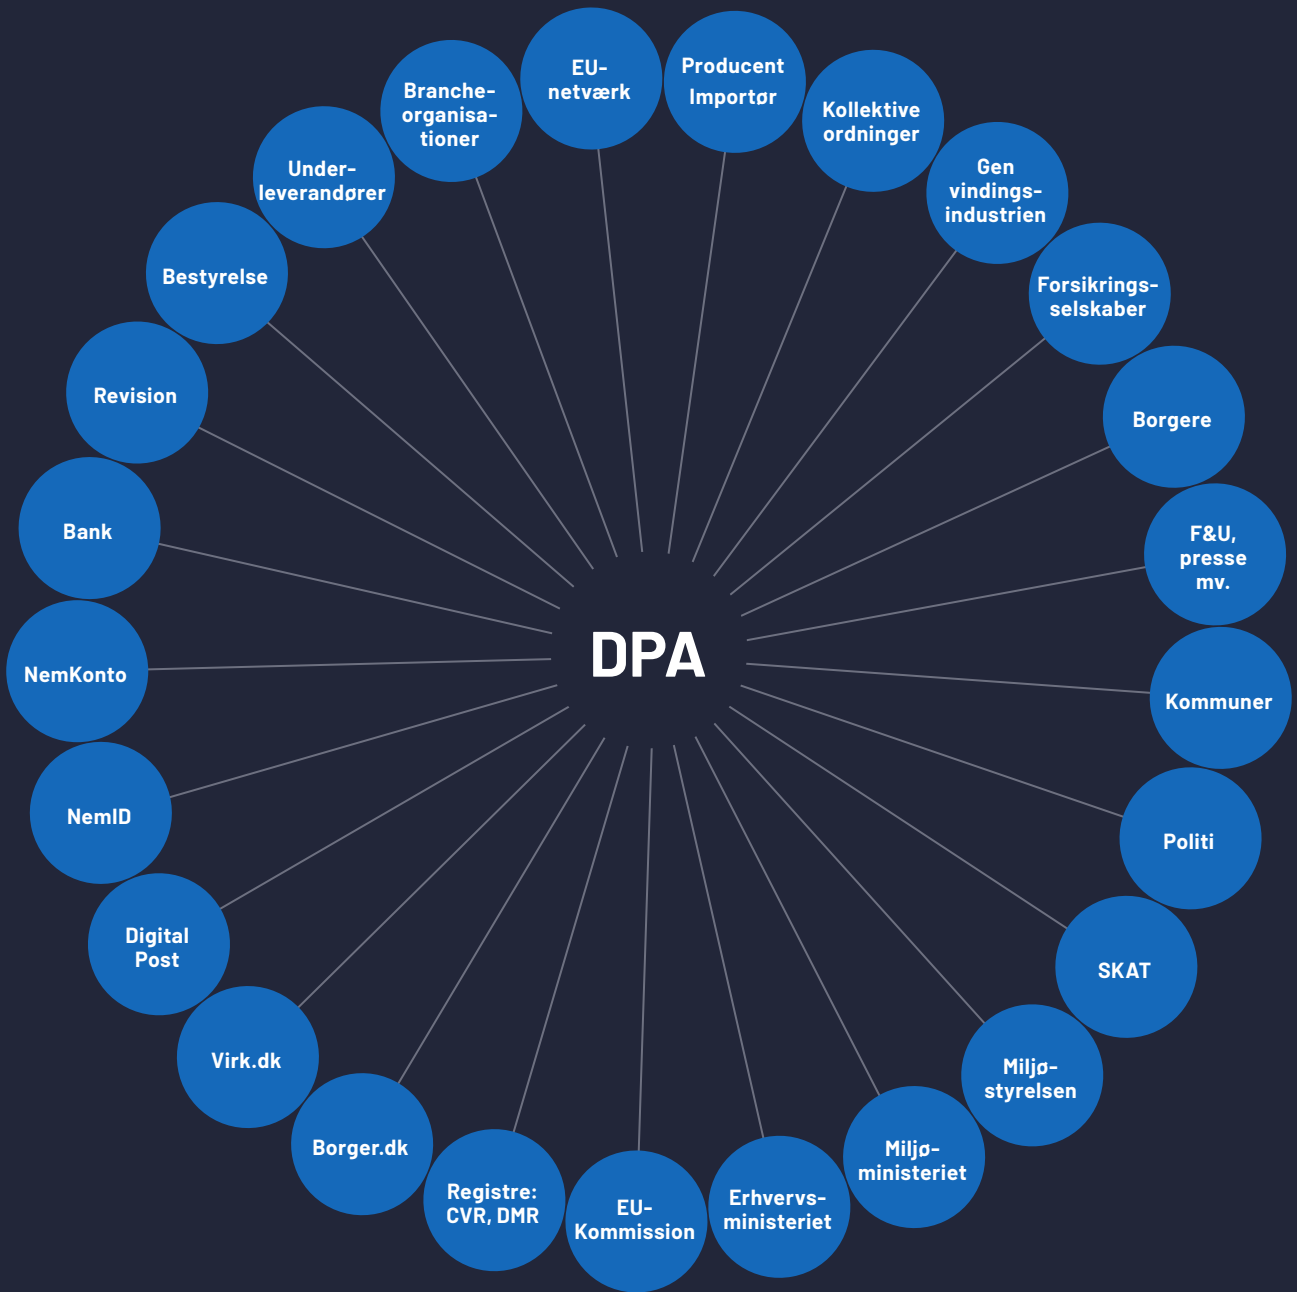 EU-
netværk
Producent
Importør
Kollektive
ordninger
Gen
vindings-
industrien
Forsikrings-
selskaber
Borgere
F&U,
presse
mv.
Kommuner
Politi
SKAT
Miljø-
styrelsen
Miljø-
ministeriet
Erhvervs-
ministeriet
EU-
Kommission
Registre:
CVR, DMR
Borger.dk
Virk.dk
Digital
Post
NemID
NemKonto
Bank
Revision
Bestyrelse
Under-
leverandører
Branche-
organisa-
tioner
DPA